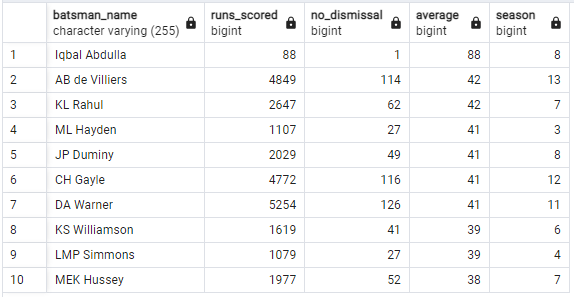 batsman_name runs_scored no_dismissal average season
character varying (255) bigint bigint bigint bigint
1 Iqbal Abdulla 88 1 88 8
2 AB de Villiers 4849 114 42 13
3 KL Rahul 2647 62 42 7
4 ML Hayden 1107 27 41 3
5 JP Duminy 2029 49 41 8
6 CH Gayle 4772 116 41 12
7 DA Warner 5254 126 41 11
8 KS Williamson 1619 41 39 6
9 LMP Simmons 1079 27 39 4
10 MEK Hussey 1977 52 38 7